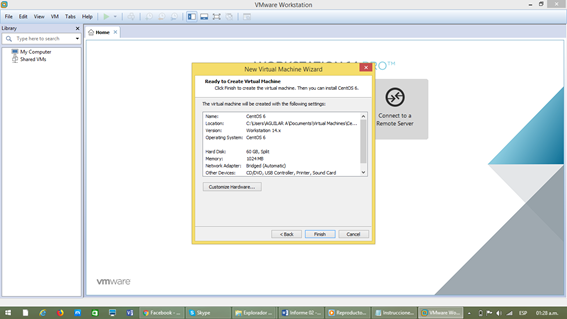 VMware Workstation
File Edit View VM Tabs Help
Library
Type here to search
My Computer
Shared VMs
Home
PRO™
Connect to a
Remote Server
New Virtual Machine Wizard
Ready to Create Virtual Machine
Click Finish to create the virtual machine. Then you can install CentOS 6.
The virtual machine will be created with the following settings:
Name: CentOS 6
Location: C:\Users\AGUILAR A\Documents\Virtual Machines\Ce...
Version: Workstation 14.x
Operating System: CentOS 6
Hard Disk: 60 GB, Split
Memory: 1024 MB
Network Adapter: Bridged (Automatic)
Other Devices: CD/DVD, USB Controller, Printer, Sound Card
Customize Hardware...
< Back Finish Cancel
vmware
Facebook - ... Skype Explorador ... Informe 02 - ... Reproducto... Instruccione... VMware Wo... ESP 01:28 a.m.